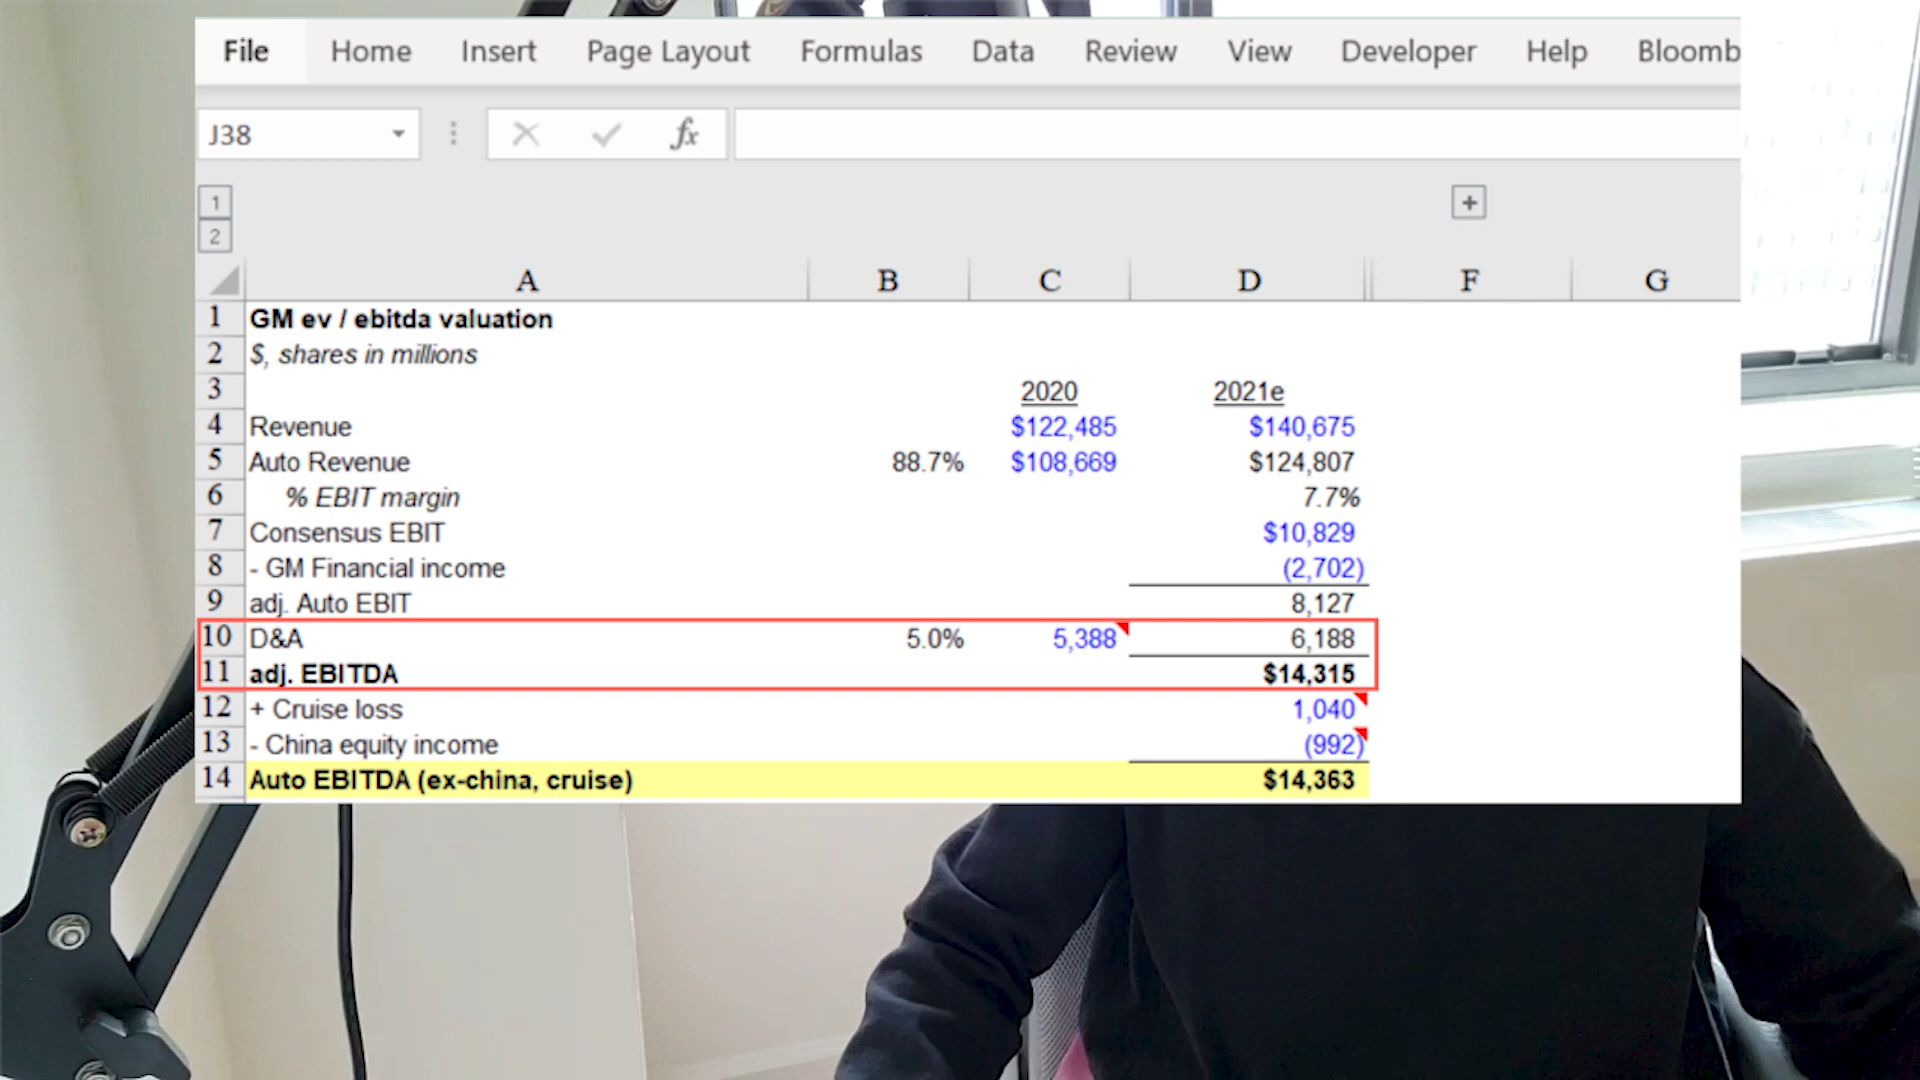 File Home Insert Page Layout Formulas Data Review View Developer Help Bloomb
J38 fx
1
2
+
A B C D F G
1 GM ev / ebitda valuation
2 $, shares in millions
3 2020 2021e
4 Revenue $122,485 $140,675
5 Auto Revenue 88.7% $108,669 $124,807
6 % EBIT margin 7.7%
7 Consensus EBIT $10,829
8 - GM Financial income (2,702)
9 adj. Auto EBIT 8,127
10 D&A 5.0% 5,388 6,188
11 adj. EBITDA $14,315
12 + Cruise loss 1,040
13 - China equity income (992)
14 Auto EBITDA (ex-china, cruise) $14,363